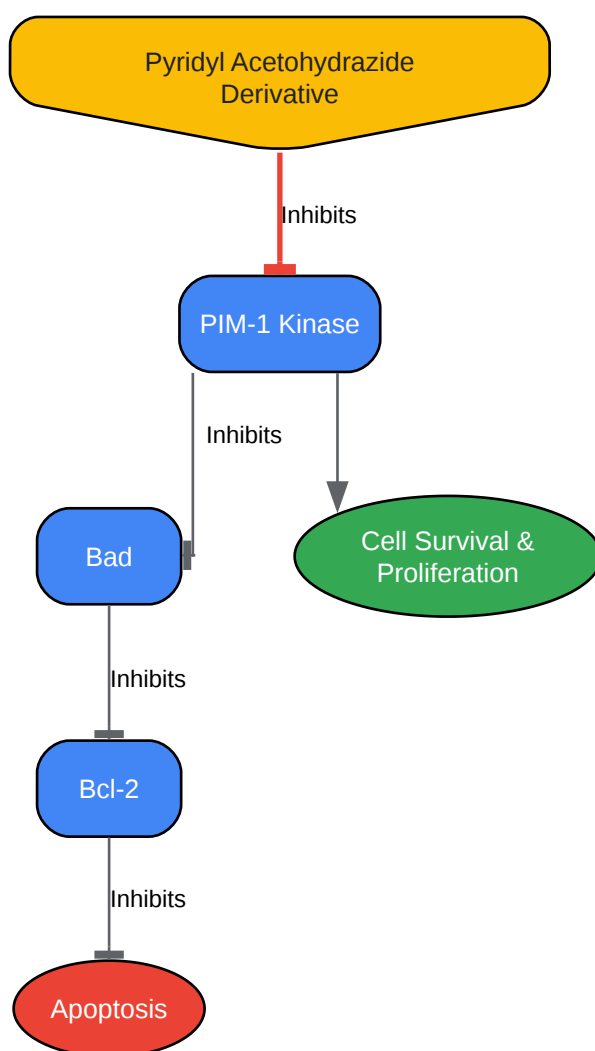 Pyridyl Acetohydrazide
Derivative
Inhibits
PIM-1 Kinase
Inhibits
Bad
Cell Survival &
Proliferation
Inhibits
Bcl-2
Inhibits
Apoptosis